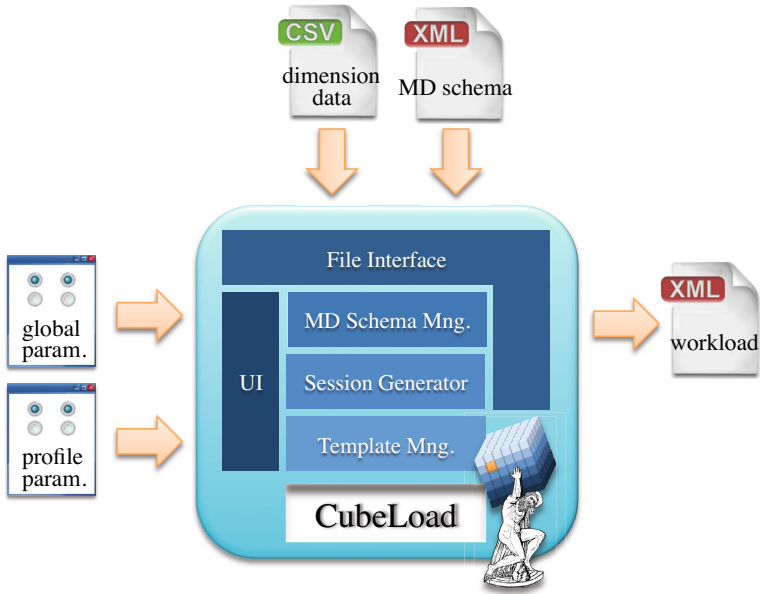 CSV
dimension
data
XML
MD schema
File Interface
global
param.
UI
MD Schema Mng.
Session Generator
Template Mng.
profile
param.
XML
workload
CubeLoad